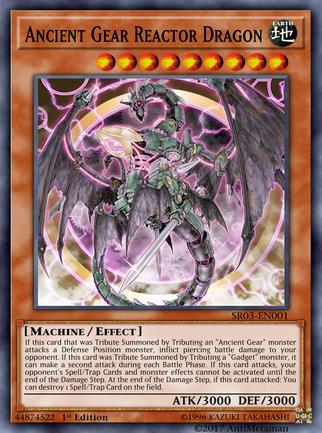 ANCIENT GEAR REACTOR DRAGON
EARTH
地
SR03-EN001
[MACHINE / EFFECT]
If this card that was Tribute Summoned by Tributing an "Ancient Gear" monster
attacks a Defense Position monster, inflict piercing battle damage to your
opponent. If this card was Tribute Summoned by Tributing a "Gadget" monster, it
can make a second attack during each Battle Phase. If this card attacks, your
opponent's Spell/Trap Cards and monster effects cannot be activated until the
end of the Damage Step. At the end of the Damage Step, if this card attacked: You
can destroy 1 Spell/Trap Card on the field.
ATK/3000 DEF/3000
44874522 1st Edition ©1996 KAZUKI TAKAHASHI
©2017 AntiMetaman